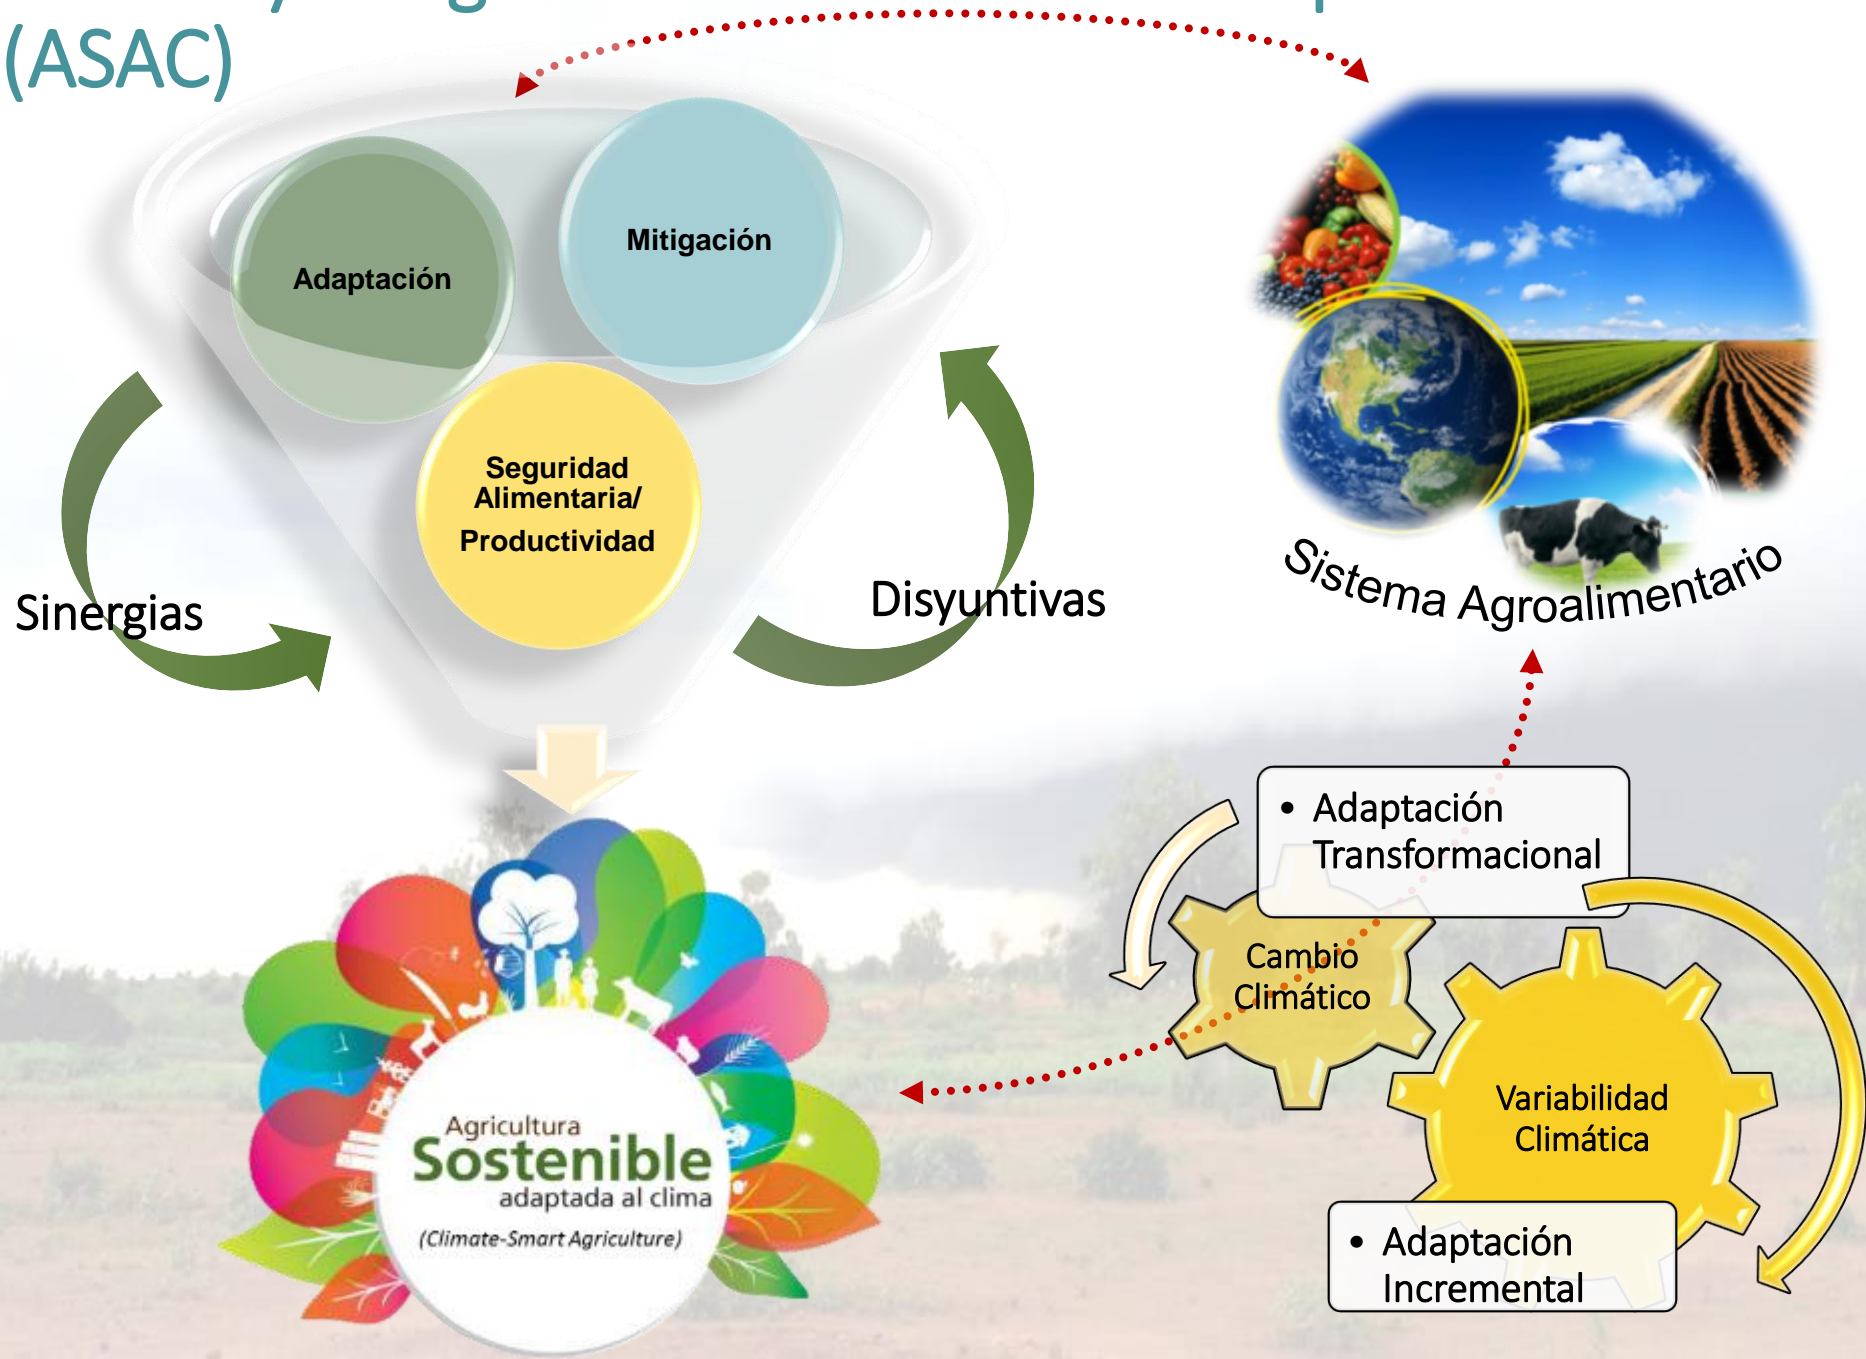 (ASAC)
Adaptación
Mitigación
Seguridad
Alimentaria/
Productividad
Sinergias
Disyuntivas
Sistema Agroalimentario
• Adaptación
Transformacional
Cambio
Climático
Variabilidad
Climática
• Adaptación
Incremental
Agricultura
Sostenible
adaptada al clima
(Climate-Smart Agriculture)